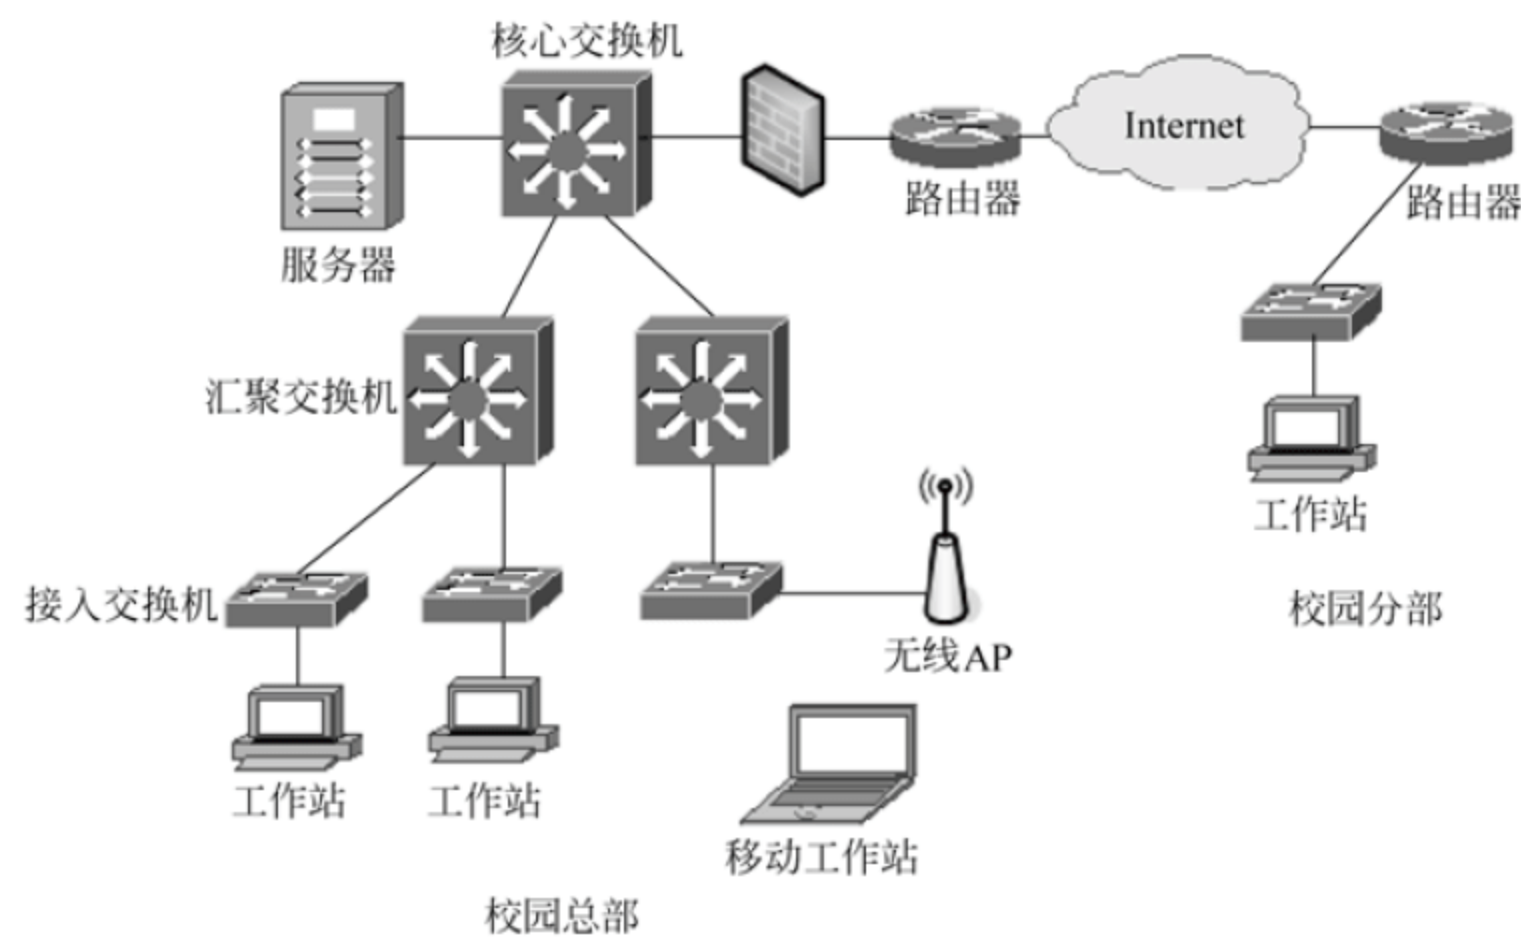 核心交换机
Internet
路由器
路由器
服务器
汇聚交换机
工作站
接入交换机
校园分部
无线AP
工作站
工作站
移动工作站
校园总部